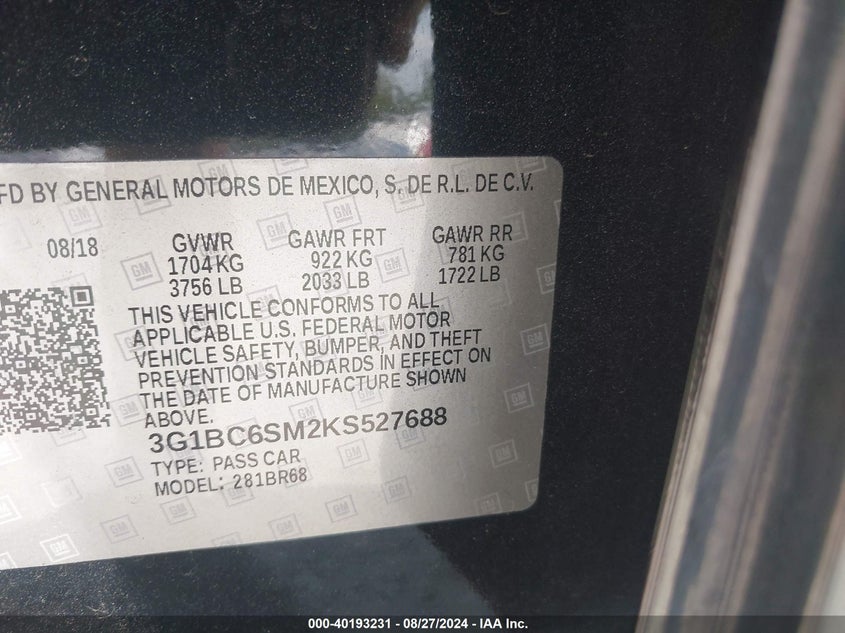 FD BY GENERAL MOTORS DE MEXICO, S. DE R.L. DE C.V.
08/18 GVWR GAWR FRT GAWR RR
1704 KG 922 KG 781 KG
3756 LB 2033 LB 1722 LB
THIS VEHICLE CONFORMS TO ALL
APPLICABLE U.S. FEDERAL MOTOR
VEHICLE SAFETY, BUMPER, AND THEFT
PREVENTION STANDARDS IN EFFECT ON
THE DATE OF MANUFACTURE SHOWN
ABOVE.
3G1BC6SM2KS527688
TYPE: PASS CAR
MODEL: 281BR68
000-40193231 - 08/27/2024 - IAA Inc.